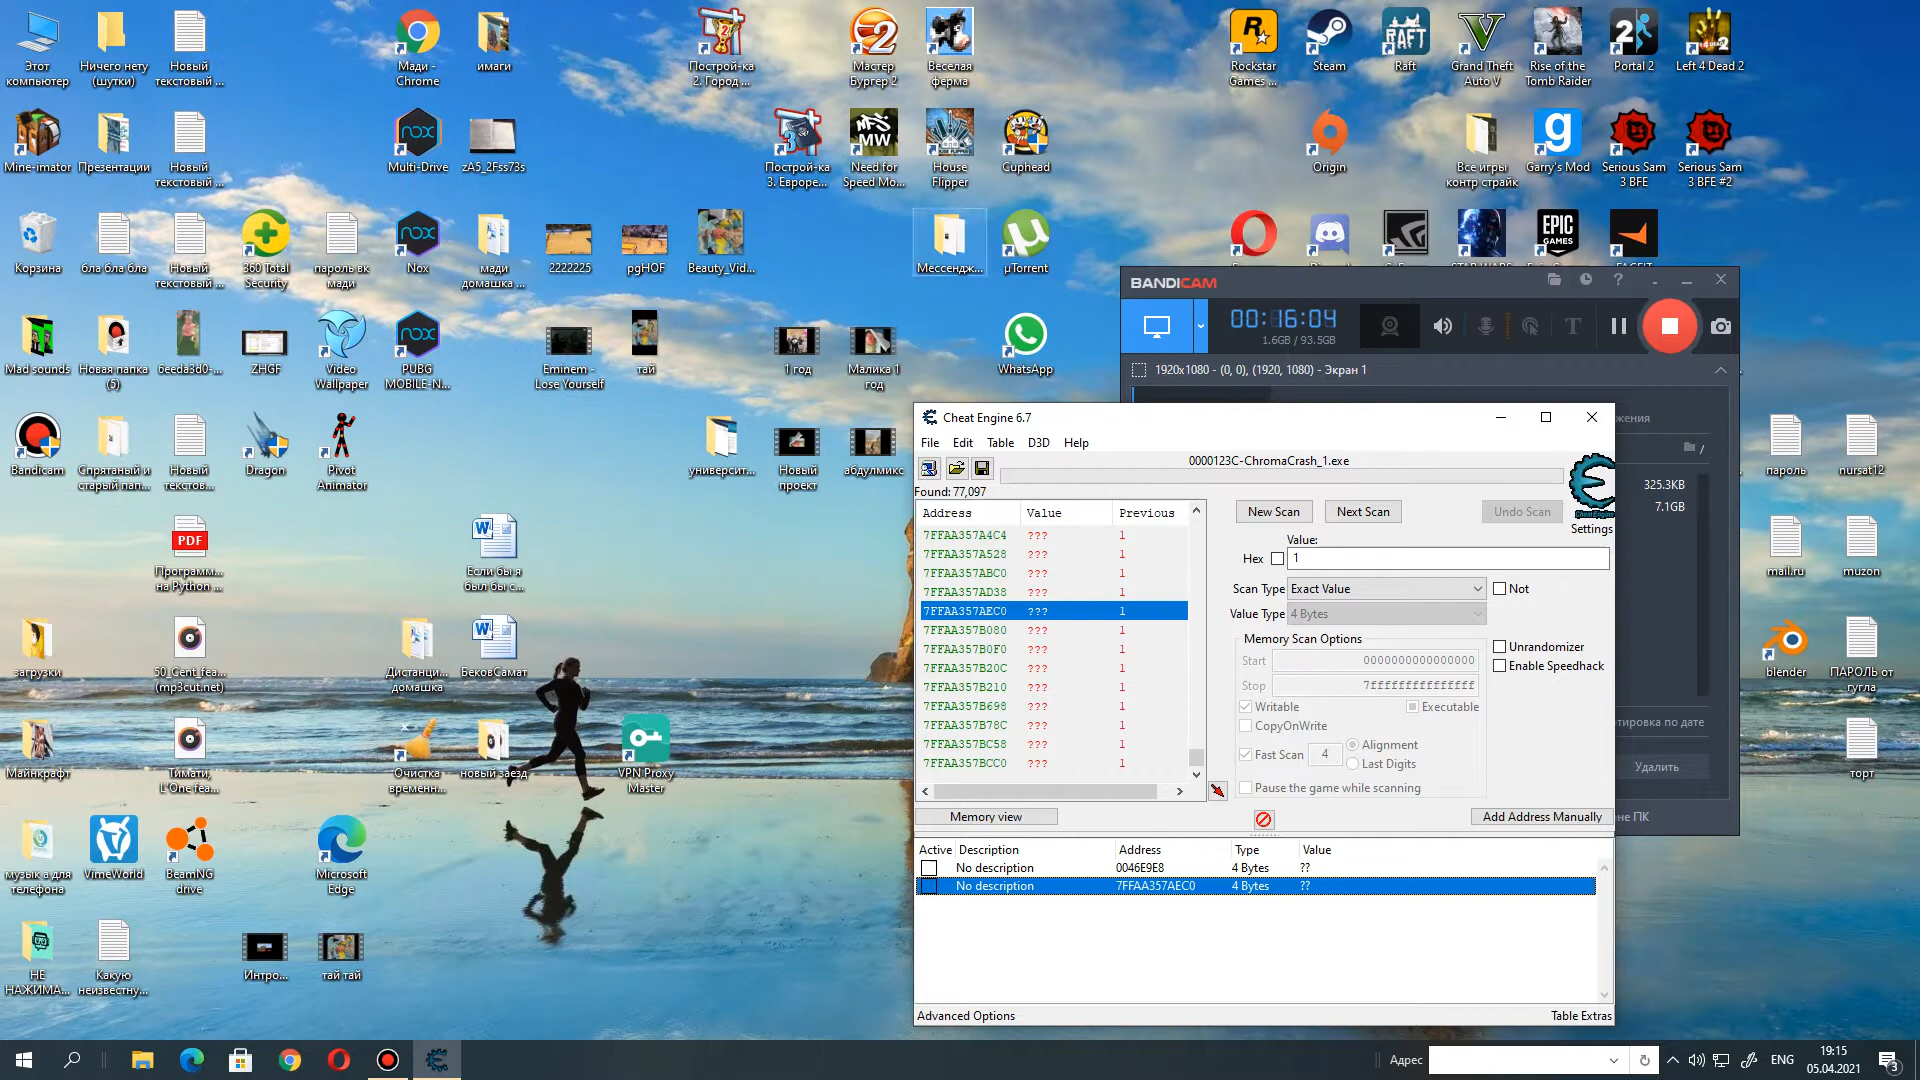 Этот
компьютер
Ничего нету
(шутки)
Новый
текстовый ...
Мади -
Chrome
имаги
Построй-ка
2. Город ...
Мастер
Бургер 2
Веселая
ферма
Rockstar
Games ...
Steam
Raft
Grand Theft
Auto V
Rise of the
Tomb Raider
Portal 2
Left 4 Dead 2
Mine-imator
Презентации
Новый
текстовый ...
Multi-Drive
zA5_2Fss73s
Построй-ка
3. Евроре...
Need for
Speed Mo...
House
Flipper
Cuphead
Origin
Все игры
контр страйк
Garry's Mod
Serious Sam
3 BFE
Serious Sam
3 BFE #2
Корзина
бла бла бла
Новый
текстовый ...
360 Total
Security
пароль вк
мади
Nox
мади
домашка ...
2222225
pgHOF
Beauty_Vid...
Мессендж...
µTorrent
EPIC
GAMES
Mad sounds
Новая папка
(5)
6eeda3d0-...
ZHGF
Video
Wallpaper
PUBG
MOBILE-N...
Eminem -
Lose Yourself
тай
1 год
Малика 1
год
WhatsApp
BANDICAM
00:16:04
1.6GB / 93.5GB
1920x1080 - (0, 0), (1920, 1080) - Экран 1
Bandicam
Спрятаный и
старый пап...
Новый
текстов...
Dragon
Pivot
Animator
университ...
Новый
проект
абдулмикс
пароль
nursat12
Cheat Engine 6.7
File Edit Table D3D Help
0000123C-ChromaCrash_1.exe
Found: 77,097
Address Value Previous
7FFAA357A4C4 ??? 1
7FFAA357A528 ??? 1
7FFAA357ABC0 ??? 1
7FFAA357AD38 ??? 1
7FFAA357AEC0 ??? 1
7FFAA357B080 ??? 1
7FFAA357B0F0 ??? 1
7FFAA357B20C ??? 1
7FFAA357B210 ??? 1
7FFAA357B698 ??? 1
7FFAA357B78C ??? 1
7FFAA357BC58 ??? 1
7FFAA357BCC0 ??? 1
New Scan Next Scan Undo Scan
Settings
Value:
Hex 1
Scan Type Exact Value Not
Value Type 4 Bytes
Memory Scan Options
Start 0000000000000000
Stop 7fffffffffffffff
Writable Executable
CopyOnWrite
Fast Scan 4 Alignment
Last Digits
Pause the game while scanning
Unrandomizer
Enable Speedhack
Memory view
Add Address Manually
Active Description Address Type Value
No description 0046E9E8 4 Bytes ??
No description 7FFAA357AEC0 4 Bytes ??
Advanced Options Table Extras
жения
325.3KB
7.1GB
ортировка по дате
Удалить
не ПК
PDF
Программ...
на Python ...
Если бы я
был бы с...
mail.ru
muzon
загрузки
50_Cent_fea...
(mp3cut.net)
Дистанци...
домашка
БековСамат
blender
ПАРОЛЬ от
гугла
Майнкрафт
Тимати,
L'One fea...
Очистка
временн...
новый заезд
VPN Proxy
Master
торт
музык а для
телефона
VimeWorld
BeamNG
drive
Microsoft
Edge
НЕ
НАЖИМА...
Какую
неизвестну...
Интро...
тай тай
Адрес
ENG
19:15
05.04.2021
3